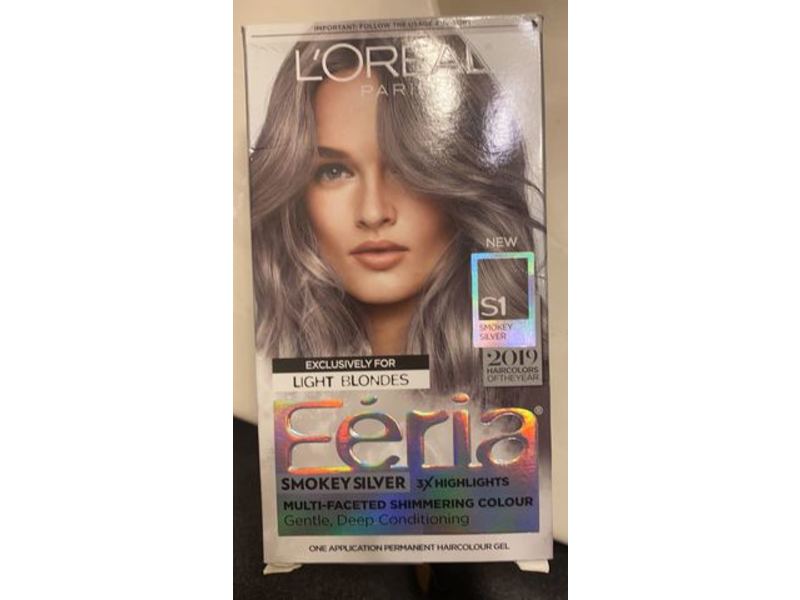 IMPORTANT: FOLLOW THE USAGE
L'ORÉAL
PARIS
NEW
S1
SMOKEY
SILVER
2019
HAIRCOLORS
OF THE YEAR
EXCLUSIVELY FOR
LIGHT BLONDES
Féria®
SMOKEY SILVER 3X HIGHLIGHTS
MULTI-FACETED SHIMMERING COLOUR
Gentle, Deep Conditioning
ONE APPLICATION PERMANENT HAIRCOLOUR GEL